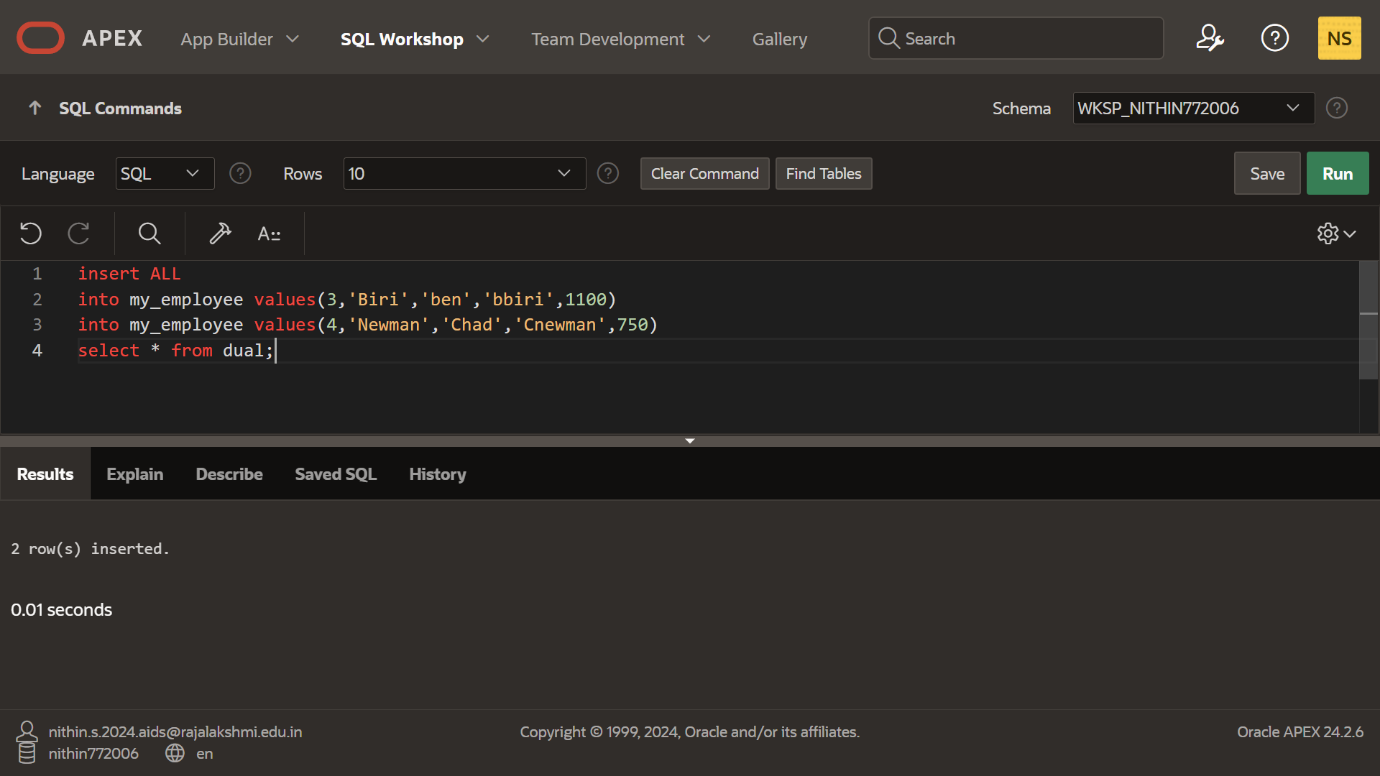 APEX App Builder SQL Workshop Team Development Gallery Search ? NS
SQL Commands Schema WKSP_NITHIN772006 ?
Language SQL ? Rows 10 ? Clear Command Find Tables Save Run
A::
1 insert ALL
2 into my_employee values(3,'Biri','ben','bbiri',1100)
3 into my_employee values(4,'Newman','Chad','Cnewman',750)
4 select * from dual;
Results Explain Describe Saved SQL History
2 row(s) inserted.
0.01 seconds
nithin.s.2024.aids@rajalakshmi.edu.in Copyright © 1999, 2024, Oracle and/or its affiliates. Oracle APEX 24.2.6
nithin772006 en